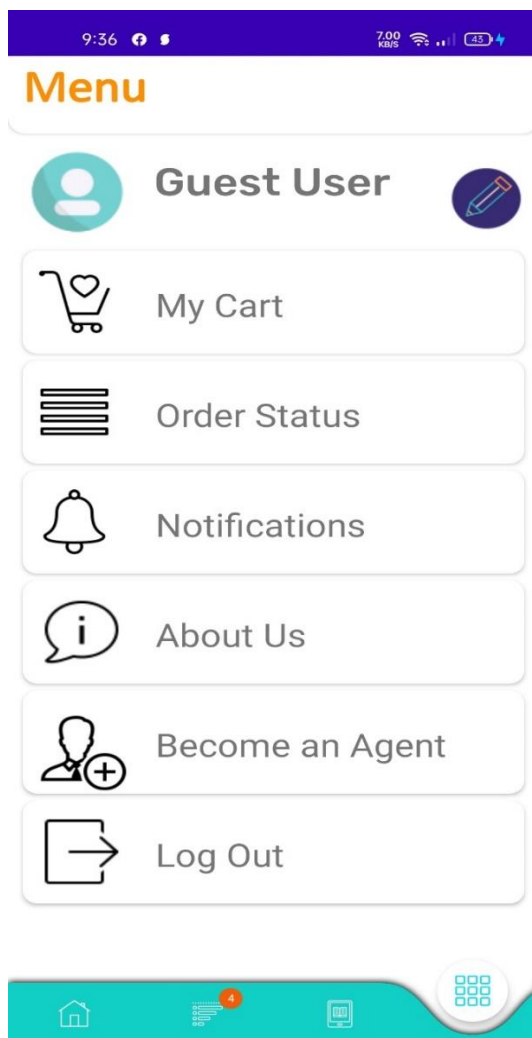 9:36
7.00
KB/S
43
Menu
Guest User
My Cart
Order Status
Notifications
i
About Us
Become an Agent
Log Out
4